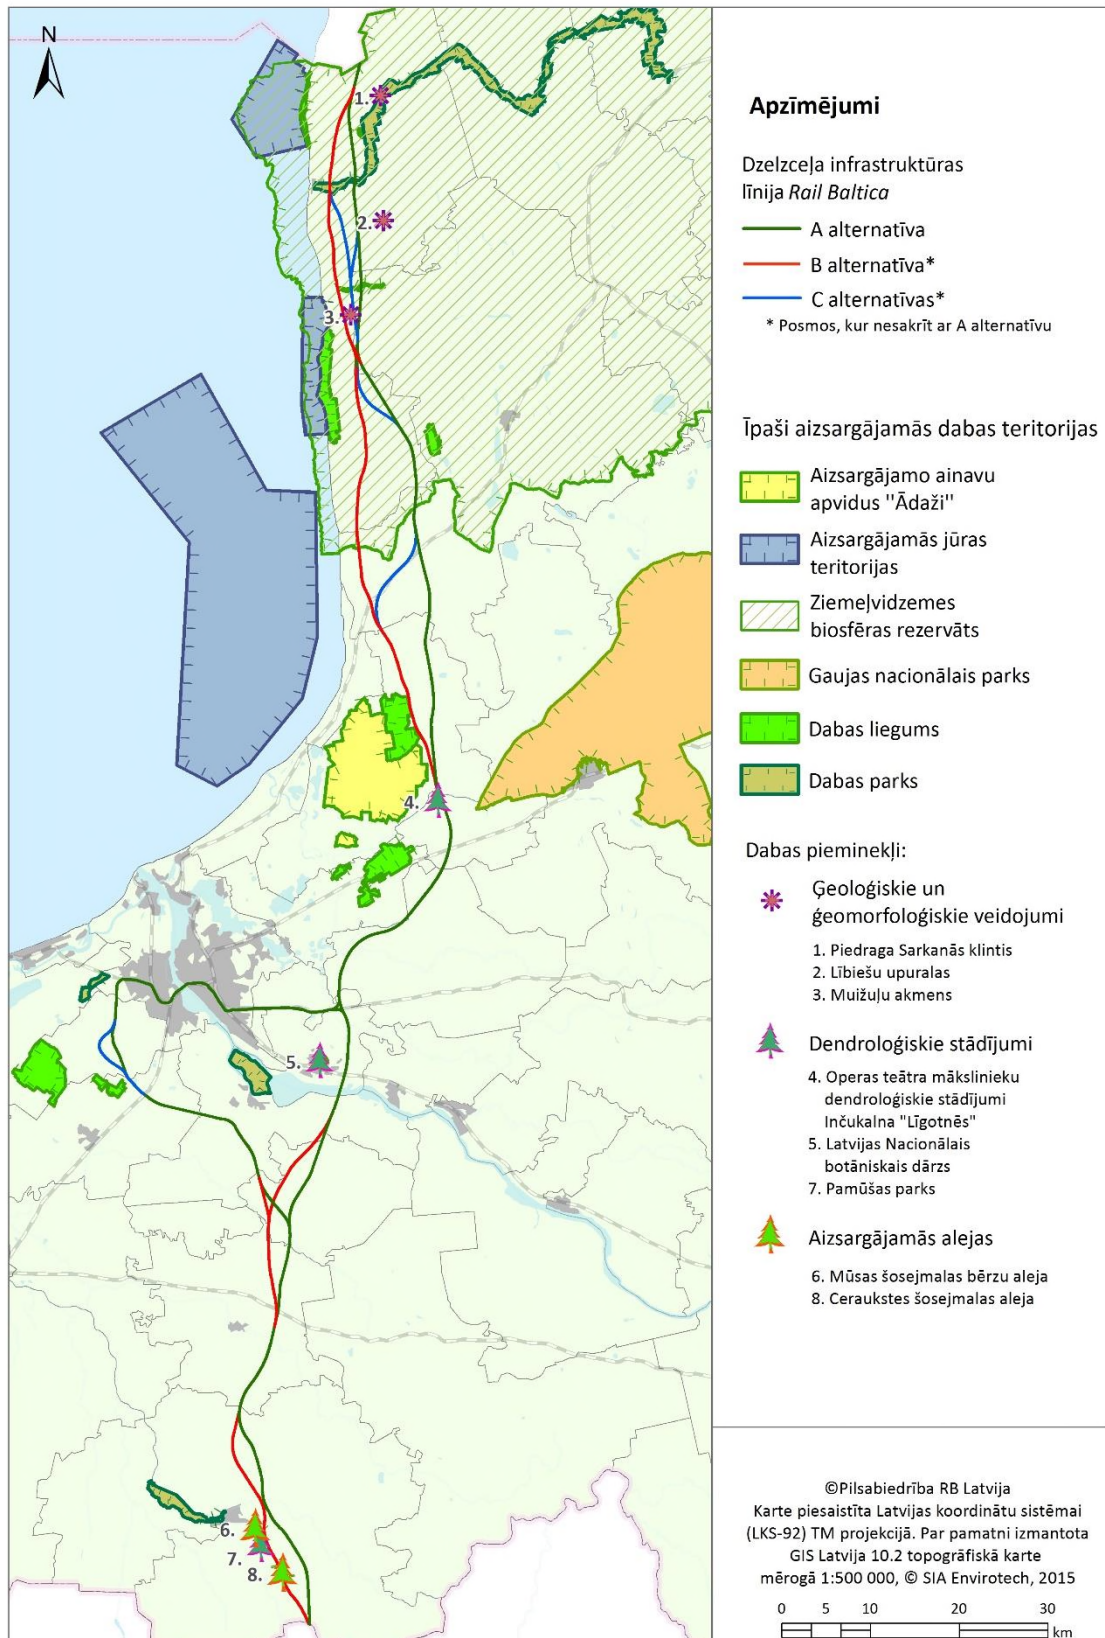 N
1.
2.
3.
4.
5.
6.
7.
8.
Apzīmējumi
Dzelzceļa infrastruktūras
līnija Rail Baltica
A alternatīva
B alternatīva*
C alternatīvas*
* Posmos, kur nesakrīt ar A alternatīvu
Īpaši aizsargājamās dabas teritorijas
Aizsargājamo ainavu
apvidus "Ādaži"
Aizsargājamās jūras
teritorijas
Ziemeļvidzemes
biosfēras rezervāts
Gaujas nacionālais parks
Dabas liegums
Dabas parks
Dabas pieminekļi:
Ģeoloģiskie un
ģeomorfoloģiskie veidojumi
1. Piedraga Sarkanās klintis
2. Lībiešu upuralas
3. Muižuļu akmens
Dendroloģiskie stādījumi
4. Operas teātra mākslinieku
dendroloģiskie stādījumi
Inčukalna "Līgotnēs"
5. Latvijas Nacionālais
botāniskais dārzs
7. Pamūšas parks
Aizsargājamās alejas
6. Mūsas šosejmalas bērzu aleja
8. Ceraukstes šosejmalas aleja
©Pilsabiedrība RB Latvija
Karte piesaistīta Latvijas koordinātu sistēmai
(LKS-92) TM projekcijā. Par pamatni izmantota
GIS Latvija 10.2 topogrāfiskā karte
mērogā 1:500 000, © SIA Envirotech, 2015
0 5 10 20 30
km